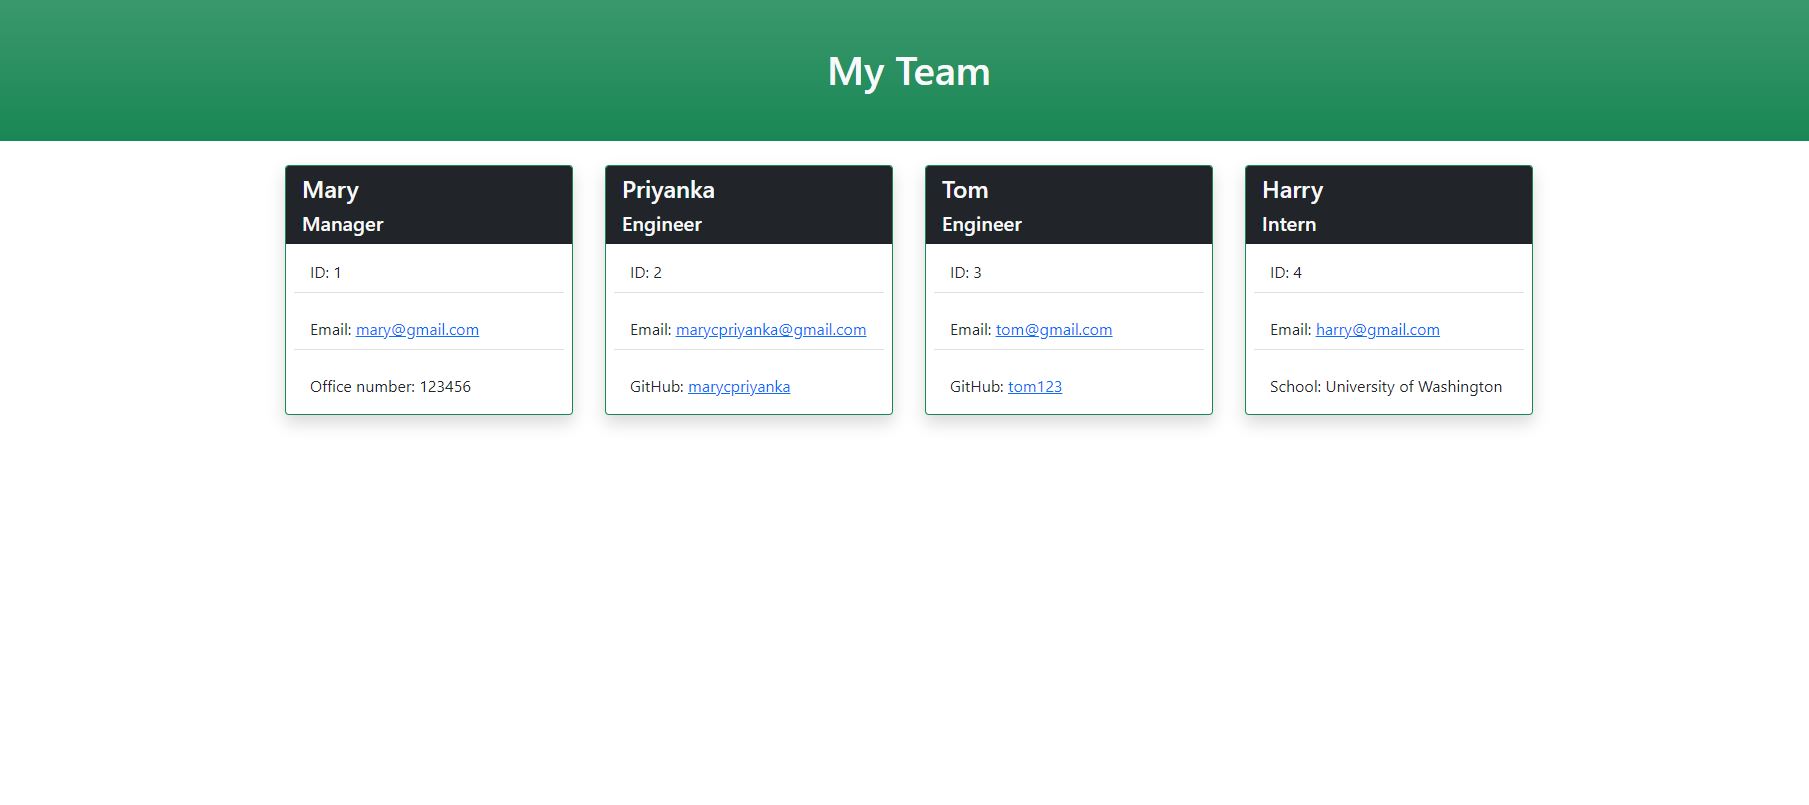 My Team
Mary
Manager
ID: 1
Email: mary@gmail.com
Office number: 123456
Priyanka
Engineer
ID: 2
Email: marycpriyanka@gmail.com
GitHub: marycpriyanka
Tom
Engineer
ID: 3
Email: tom@gmail.com
GitHub: tom123
Harry
Intern
ID: 4
Email: harry@gmail.com
School: University of Washington